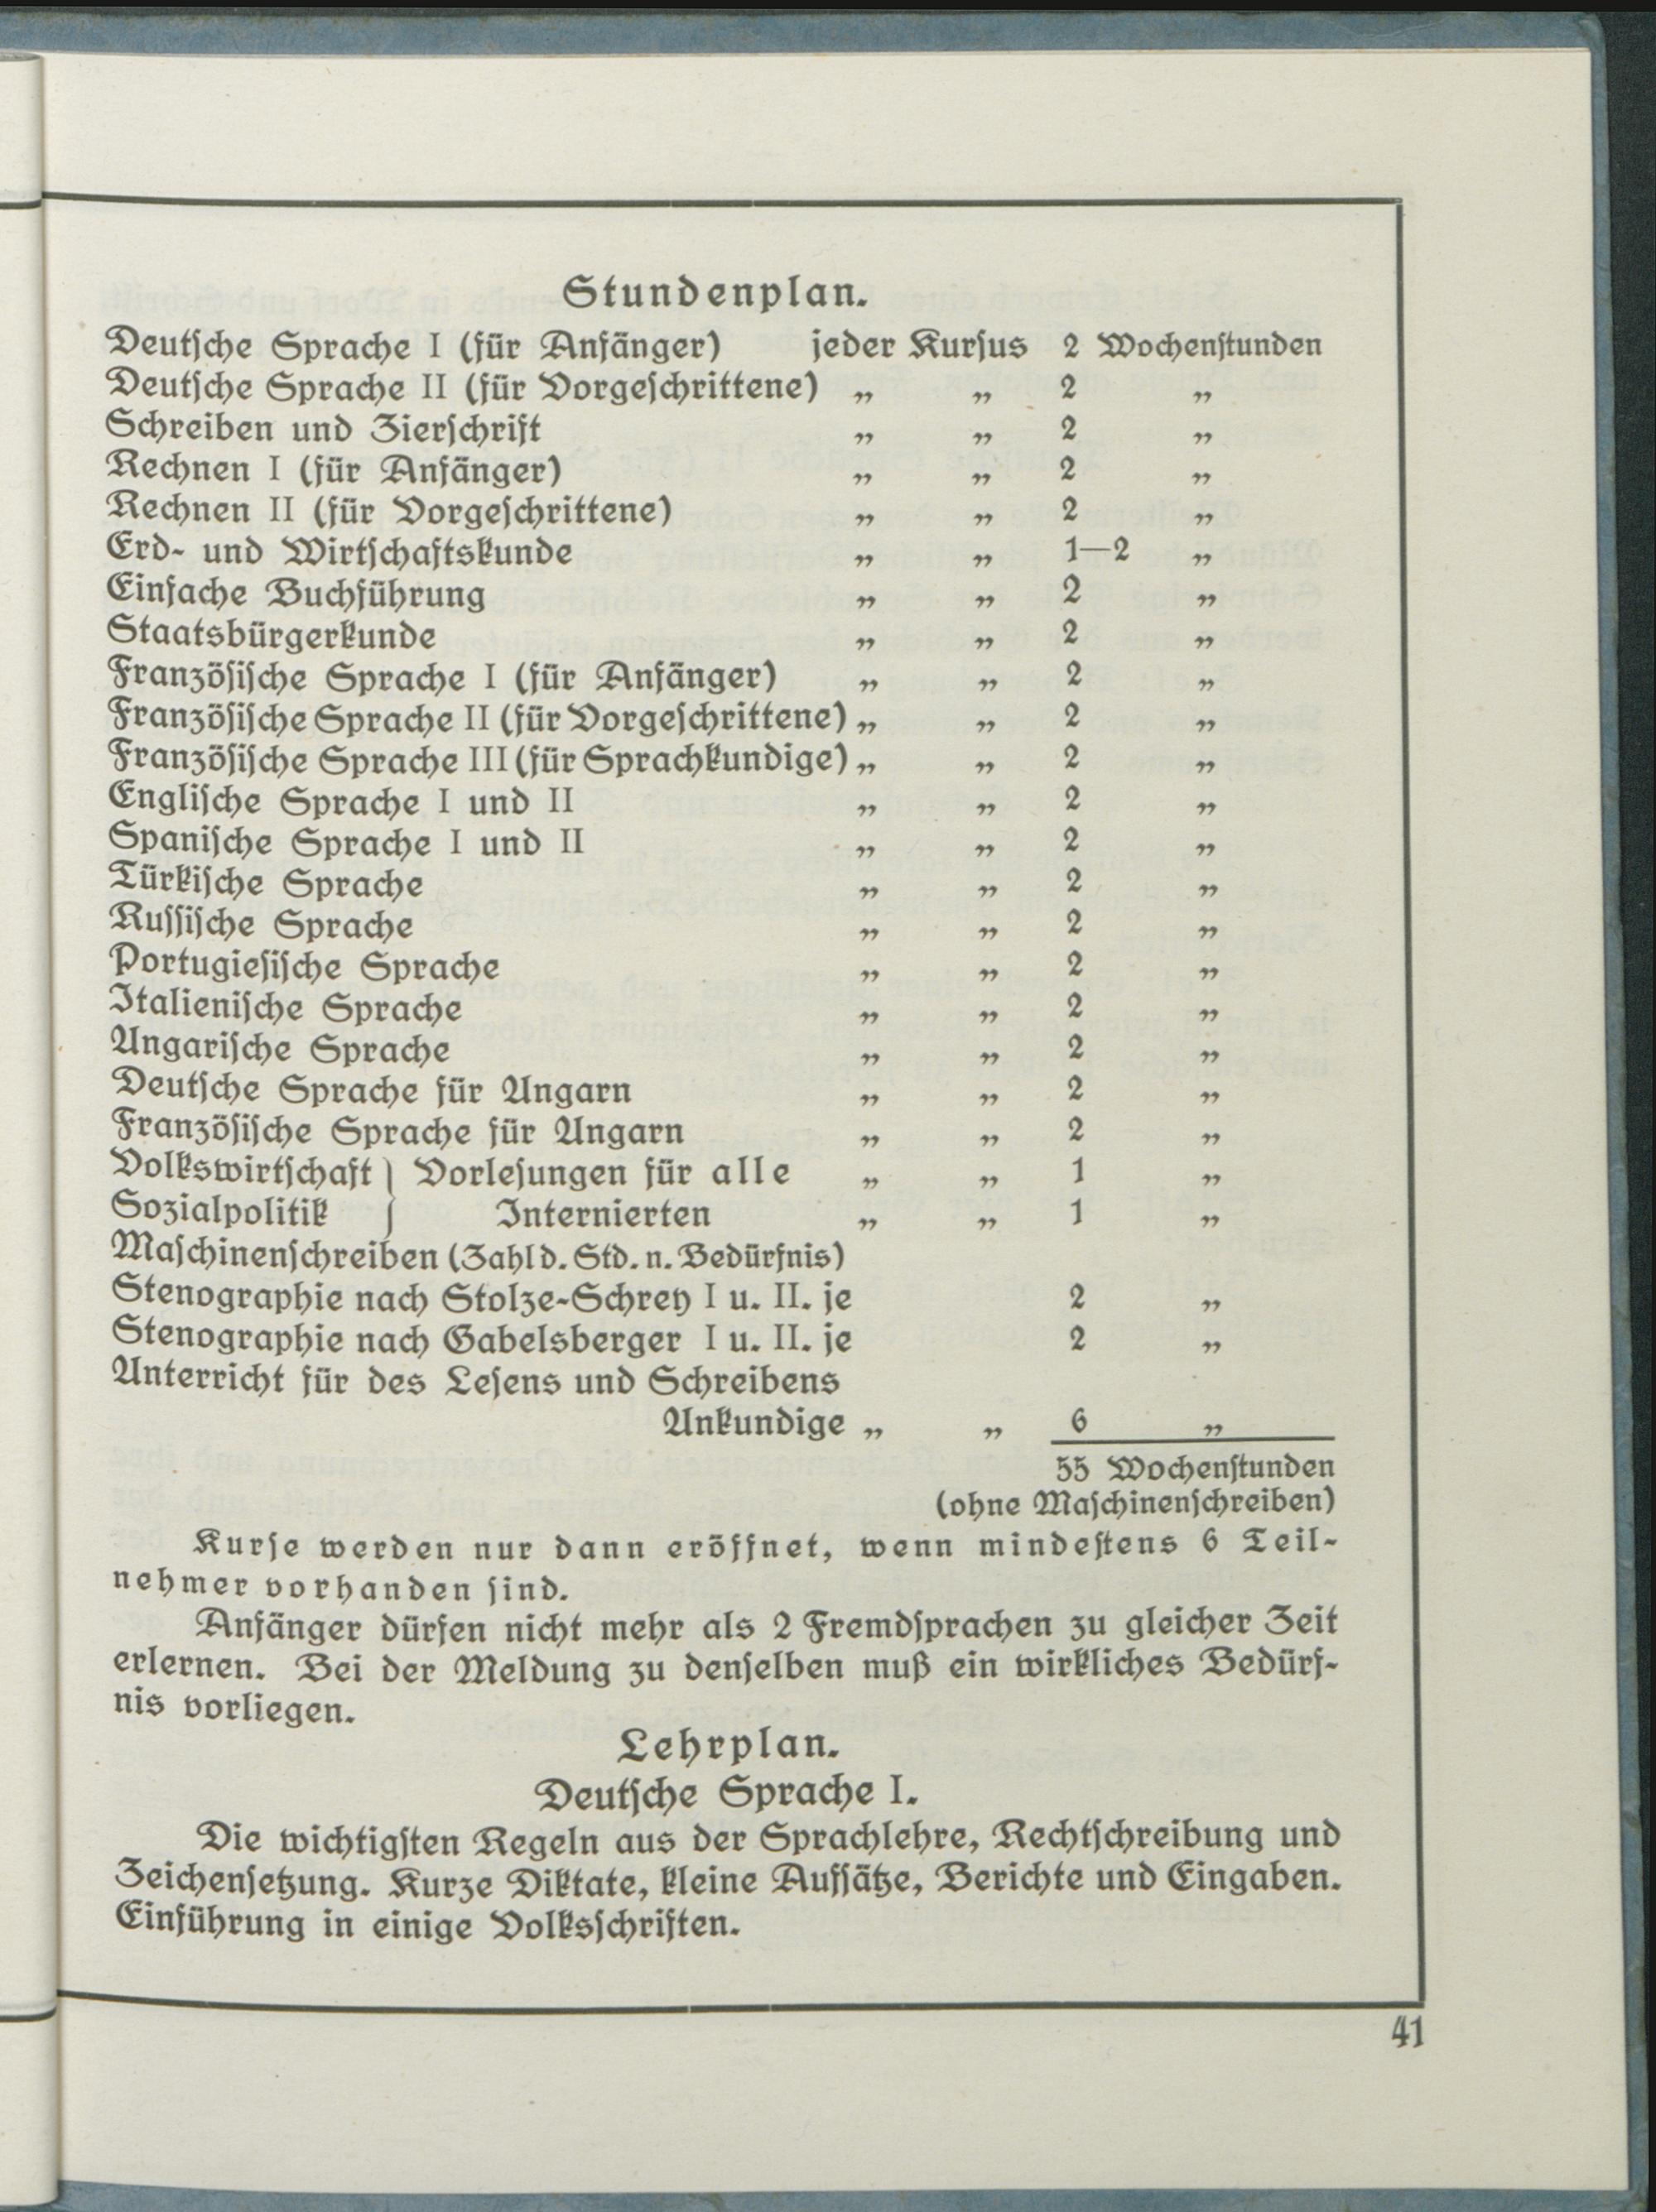 Stundenplan.
Deutsche Sprache I (für Anfänger) jeder Kursus 2 Wochenstunden
Deutsche Sprache II (für Vorgeschrittene) „ „ 2 „
Schreiben und Zierschrift „ „ 2 „
Rechnen I (für Anfänger) „ „ 2 „
Rechnen II (für Vorgeschrittene) „ „ 2 „
Erd- und Wirtschaftskunde „ „ 1—2 „
Einfache Buchführung „ „ 2 „
Staatsbürgerkunde „ „ 2 „
Französische Sprache I (für Anfänger) „ „ 2 „
Französische Sprache II (für Vorgeschrittene) „ „ 2 „
Französische Sprache III (für Sprachkundige) „ „ 2 „
Englische Sprache I und II „ „ 2 „
Spanische Sprache I und II „ „ 2 „
Türkische Sprache „ „ 2 „
Russische Sprache „ „ 2 „
Portugiesische Sprache „ „ 2 „
Italienische Sprache „ „ 2 „
Ungarische Sprache „ „ 2 „
Deutsche Sprache für Ungarn „ „ 2 „
Französische Sprache für Ungarn „ „ 2 „
Volkswirtschaft } Vorlesungen für alle „ „ 1 „
Sozialpolitik } Internierten „ „ 1 „
Maschinenschreiben (Zahl d. Std. n. Bedürfnis)
Stenographie nach Stolze-Schrey I u. II. je 2 „
Stenographie nach Gabelsberger I u. II. je 2 „
Unterricht für des Lesens und Schreibens
Unkundige „ „ 6 „
55 Wochenstunden
(ohne Maschinenschreiben)
Kurse werden nur dann eröffnet, wenn mindestens 6 Teil-
nehmer vorhanden sind.
Anfänger dürfen nicht mehr als 2 Fremdsprachen zu gleicher Zeit
erlernen. Bei der Meldung zu denselben muß ein wirkliches Bedürf-
nis vorliegen.
Lehrplan.
Deutsche Sprache I.
Die wichtigsten Regeln aus der Sprachlehre, Rechtschreibung und
Zeichensetzung. Kurze Diktate, kleine Aufsätze, Berichte und Eingaben.
Einführung in einige Volksschriften.
41